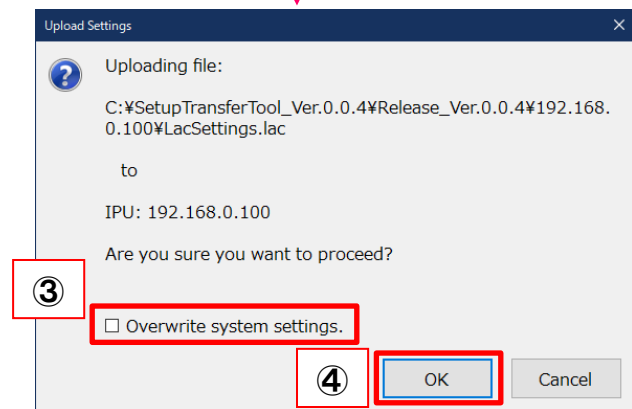 Upload Settings
Uploading file:
C:¥SetupTransferTool_Ver.0.0.4¥Release_Ver.0.0.4¥192.168.
0.100¥LacSettings.lac
to
IPU: 192.168.0.100
Are you sure you want to proceed?
③
Overwrite system settings.
④
OK
Cancel